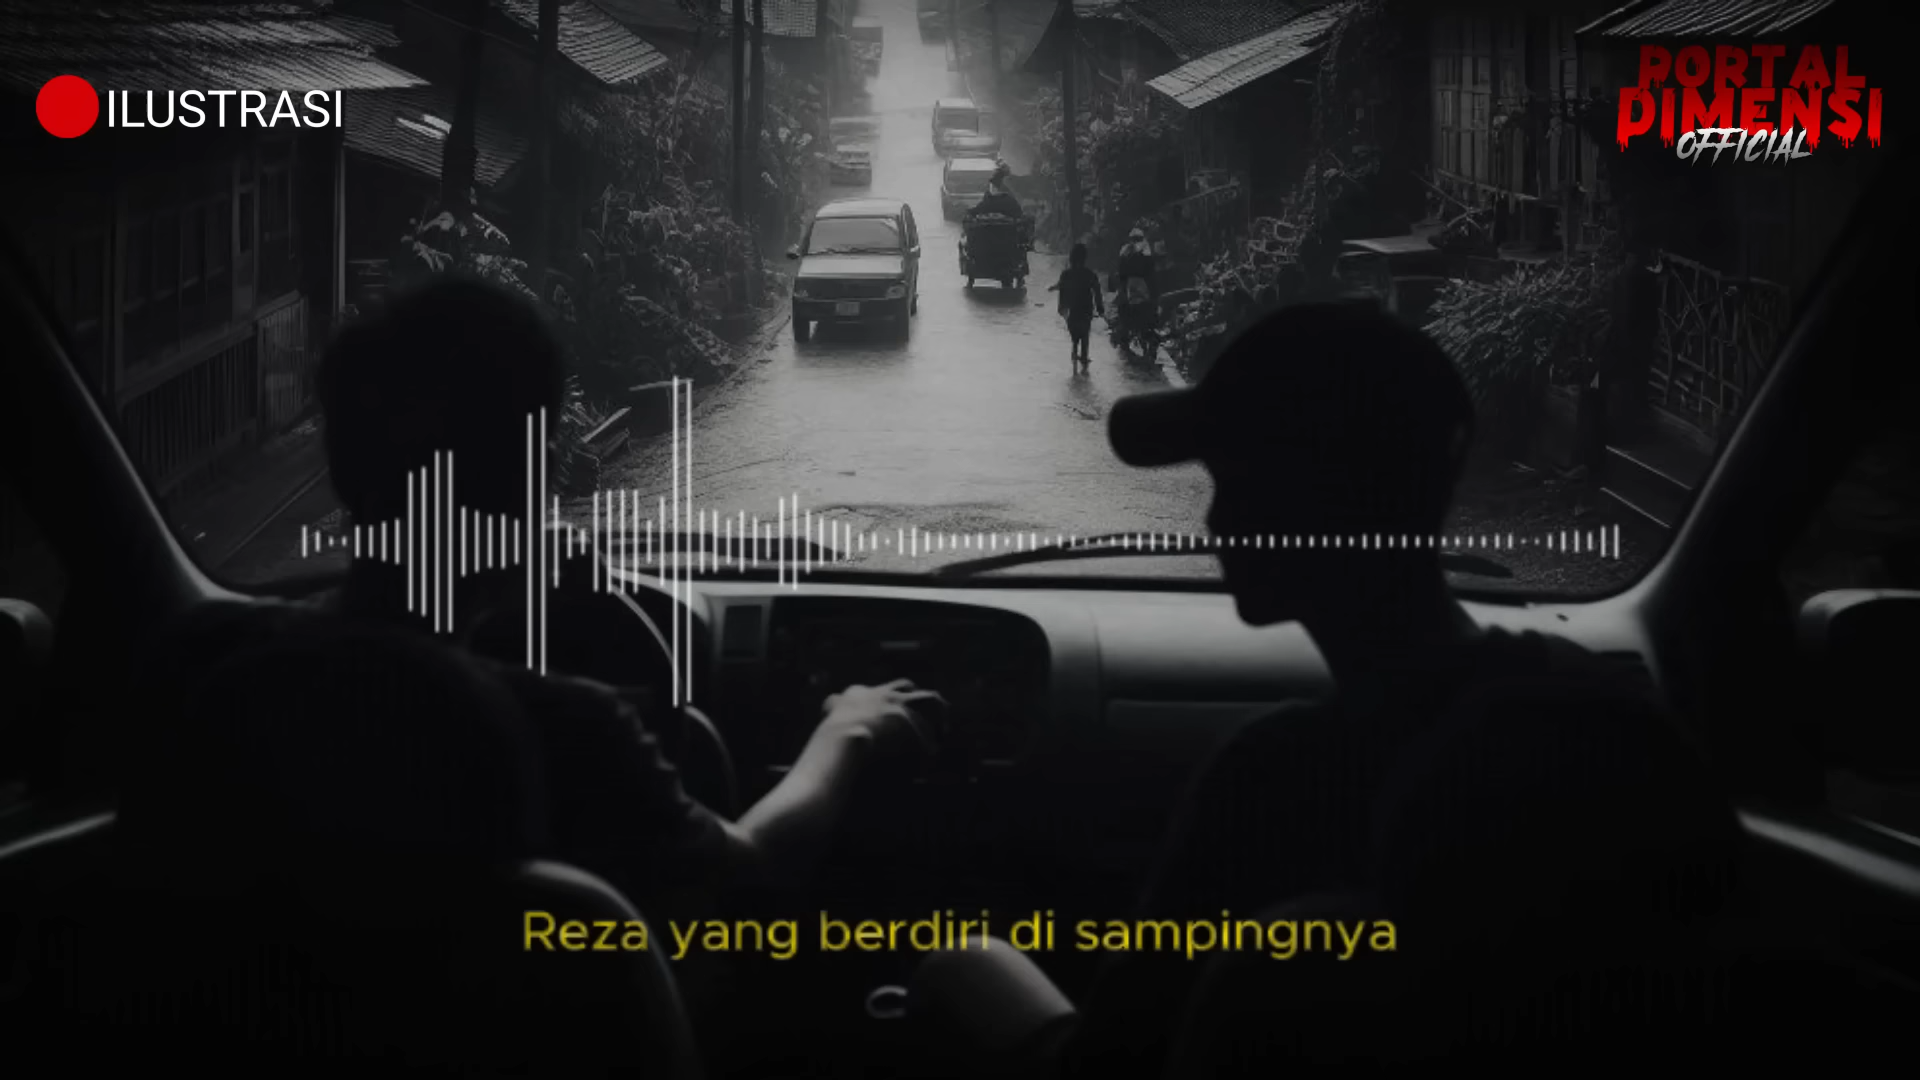 ILUSTRASI
PORTAL
DIMENSI
OFFICIAL
Reza yang berdiri di sampingnya